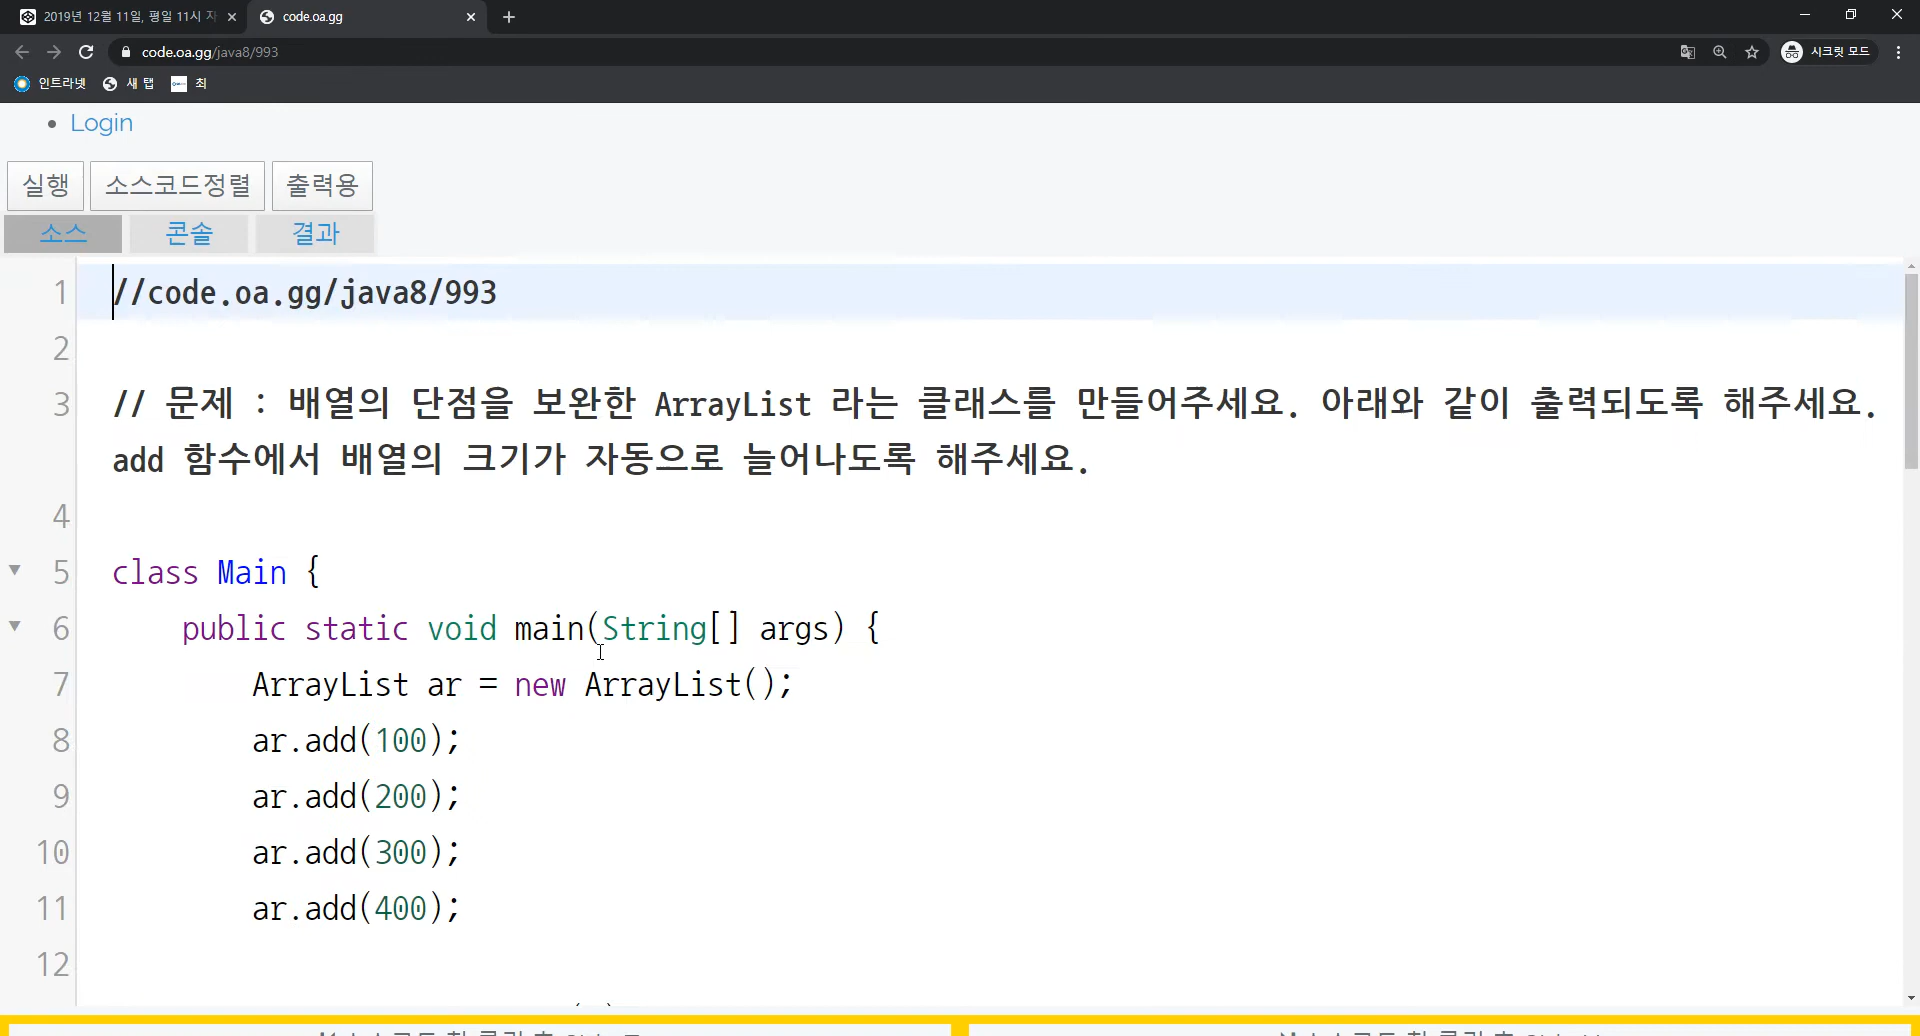 2019년 12월 11일, 평일 11시 자
code.oa.gg
code.oa.gg/java8/993
시크릿 모드
인트라넷
새 탭
최
Login
실행
소스코드정렬
출력용
소스
콘솔
결과
1 //code.oa.gg/java8/993
2
3 // 문제 : 배열의 단점을 보완한 ArrayList 라는 클래스를 만들어주세요. 아래와 같이 출력되도록 해주세요.
add 함수에서 배열의 크기가 자동으로 늘어나도록 해주세요.
4
5 class Main {
6 public static void main(String[] args) {
7 ArrayList ar = new ArrayList();
8 ar.add(100);
9 ar.add(200);
10 ar.add(300);
11 ar.add(400);
12